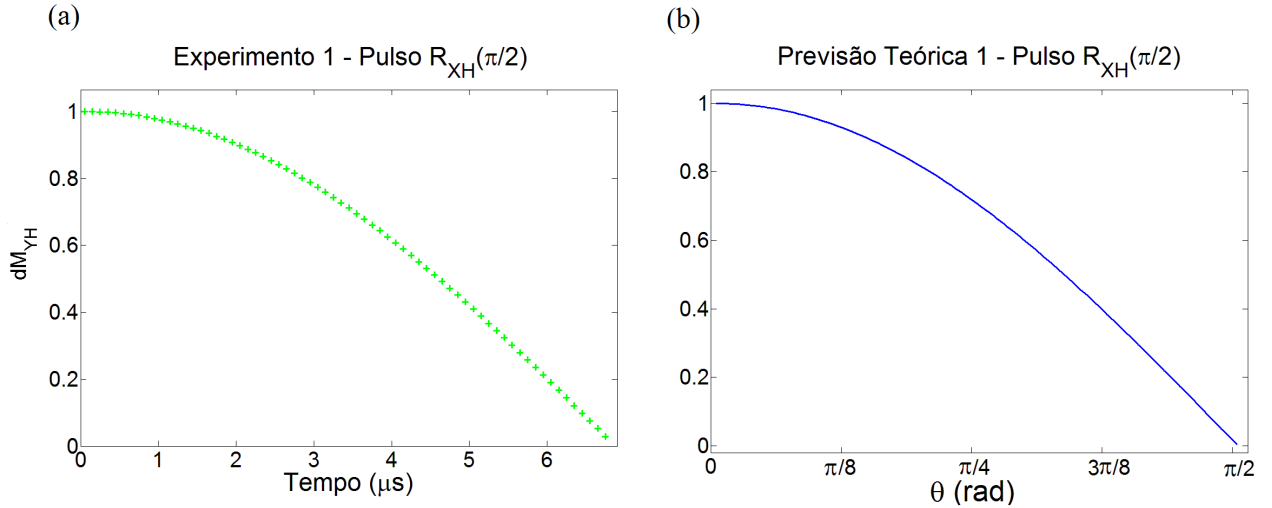 (a)
Experimento 1 - Pulso R_XH(π/2)
dM_YH
1
0.8
0.6
0.4
0.2
0
0 1 2 3 4 5 6
Tempo (μs)
(b)
Previsão Teórica 1 - Pulso R_XH(π/2)
1
0.8
0.6
0.4
0.2
0
0 π/8 π/4 3π/8 π/2
θ (rad)